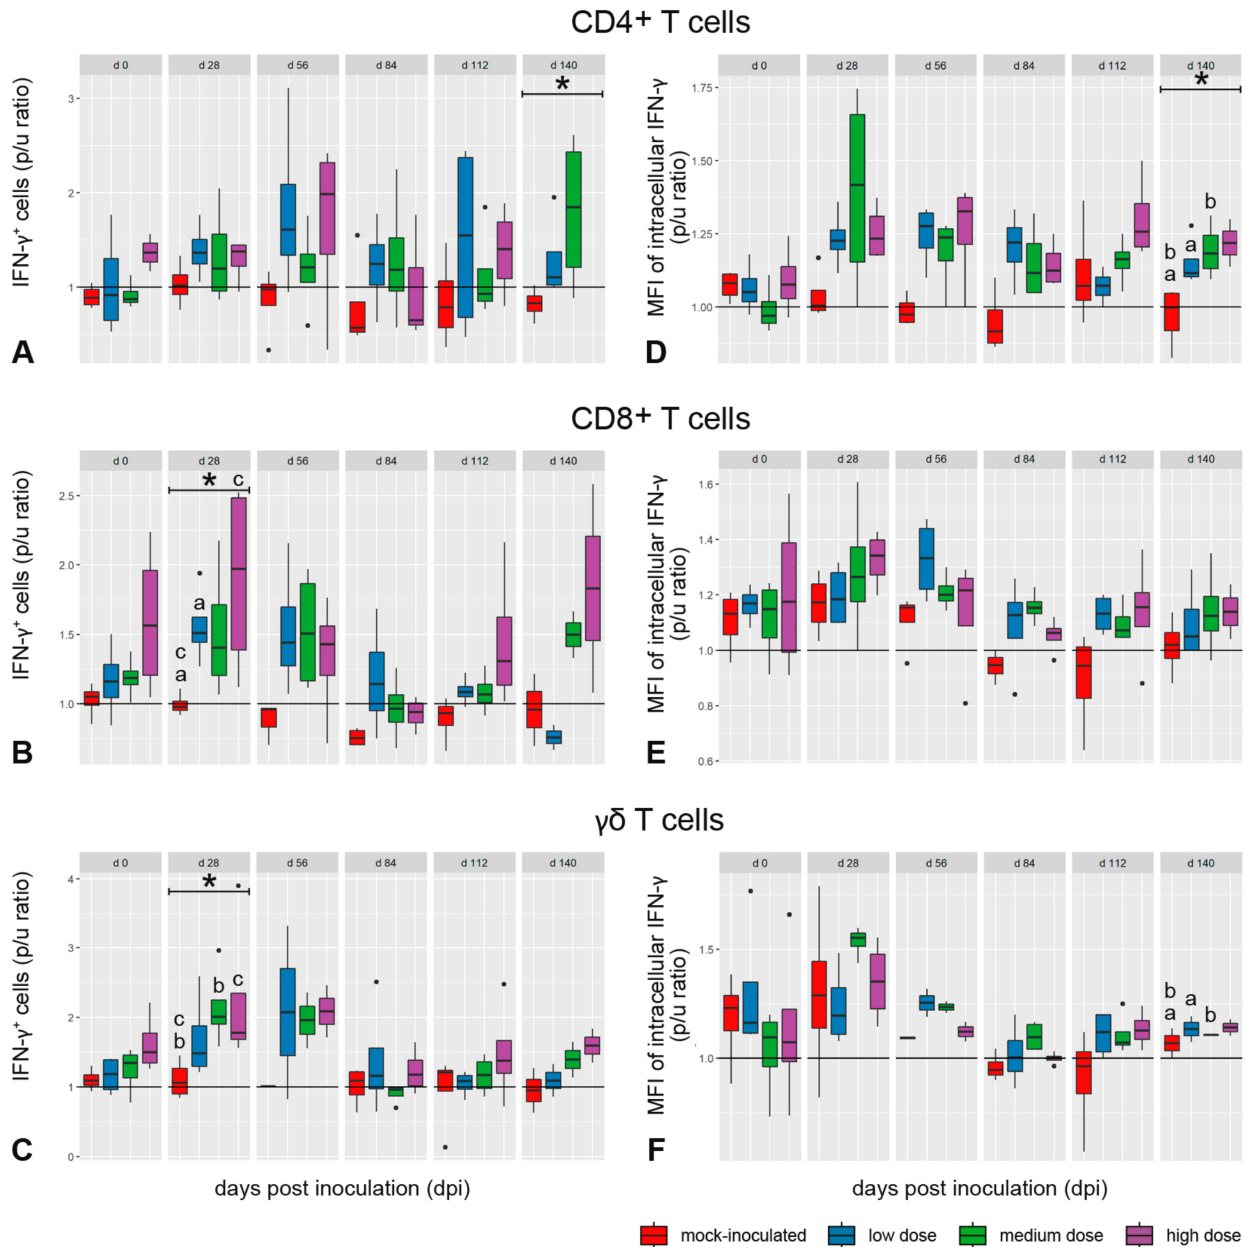 CD4+ T cells
IFN-γ+ cells (p/u ratio)
d 0 d 28 d 56 d 84 d 112 d 140
*
3
2
1
A
MFI of intracellular IFN-γ
(p/u ratio)
d 0 d 28 d 56 d 84 d 112 d 140
*
1.75
1.50
1.25
1.00
b
a
a
b
D
CD8+ T cells
IFN-γ+ cells (p/u ratio)
d 0 d 28 d 56 d 84 d 112 d 140
*
2.5
2.0
1.5
1.0
c
a
a
c
B
MFI of intracellular IFN-γ
(p/u ratio)
d 0 d 28 d 56 d 84 d 112 d 140
1.6
1.4
1.2
1.0
0.8
0.6
E
γδ T cells
IFN-γ+ cells (p/u ratio)
d 0 d 28 d 56 d 84 d 112 d 140
*
4
3
2
1
0
c
b
b
c
C
MFI of intracellular IFN-γ
(p/u ratio)
d 0 d 28 d 56 d 84 d 112 d 140
1.5
1.0
b
a
a
b
F
days post inoculation (dpi)
days post inoculation (dpi)
mock-inoculated low dose medium dose high dose